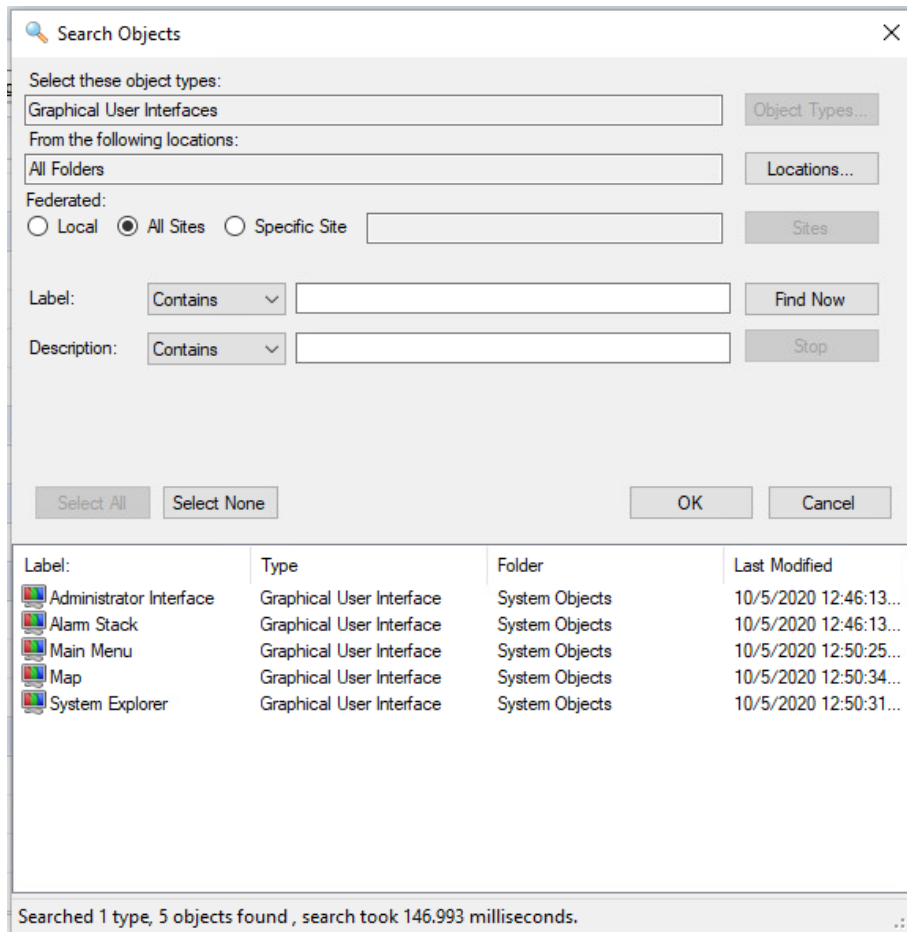 Search Objects
Select these object types:
Graphical User Interfaces
Object Types...
From the following locations:
All Folders
Locations...
Federated:
Local All Sites Specific Site Sites
Label: Contains Find Now
Description: Contains Stop
Select All Select None OK Cancel
Label: Type Folder Last Modified
Administrator Interface Graphical User Interface System Objects 10/5/2020 12:46:13...
Alarm Stack Graphical User Interface System Objects 10/5/2020 12:46:13...
Main Menu Graphical User Interface System Objects 10/5/2020 12:50:25...
Map Graphical User Interface System Objects 10/5/2020 12:50:34...
System Explorer Graphical User Interface System Objects 10/5/2020 12:50:31...
Searched 1 type, 5 objects found , search took 146.993 milliseconds.